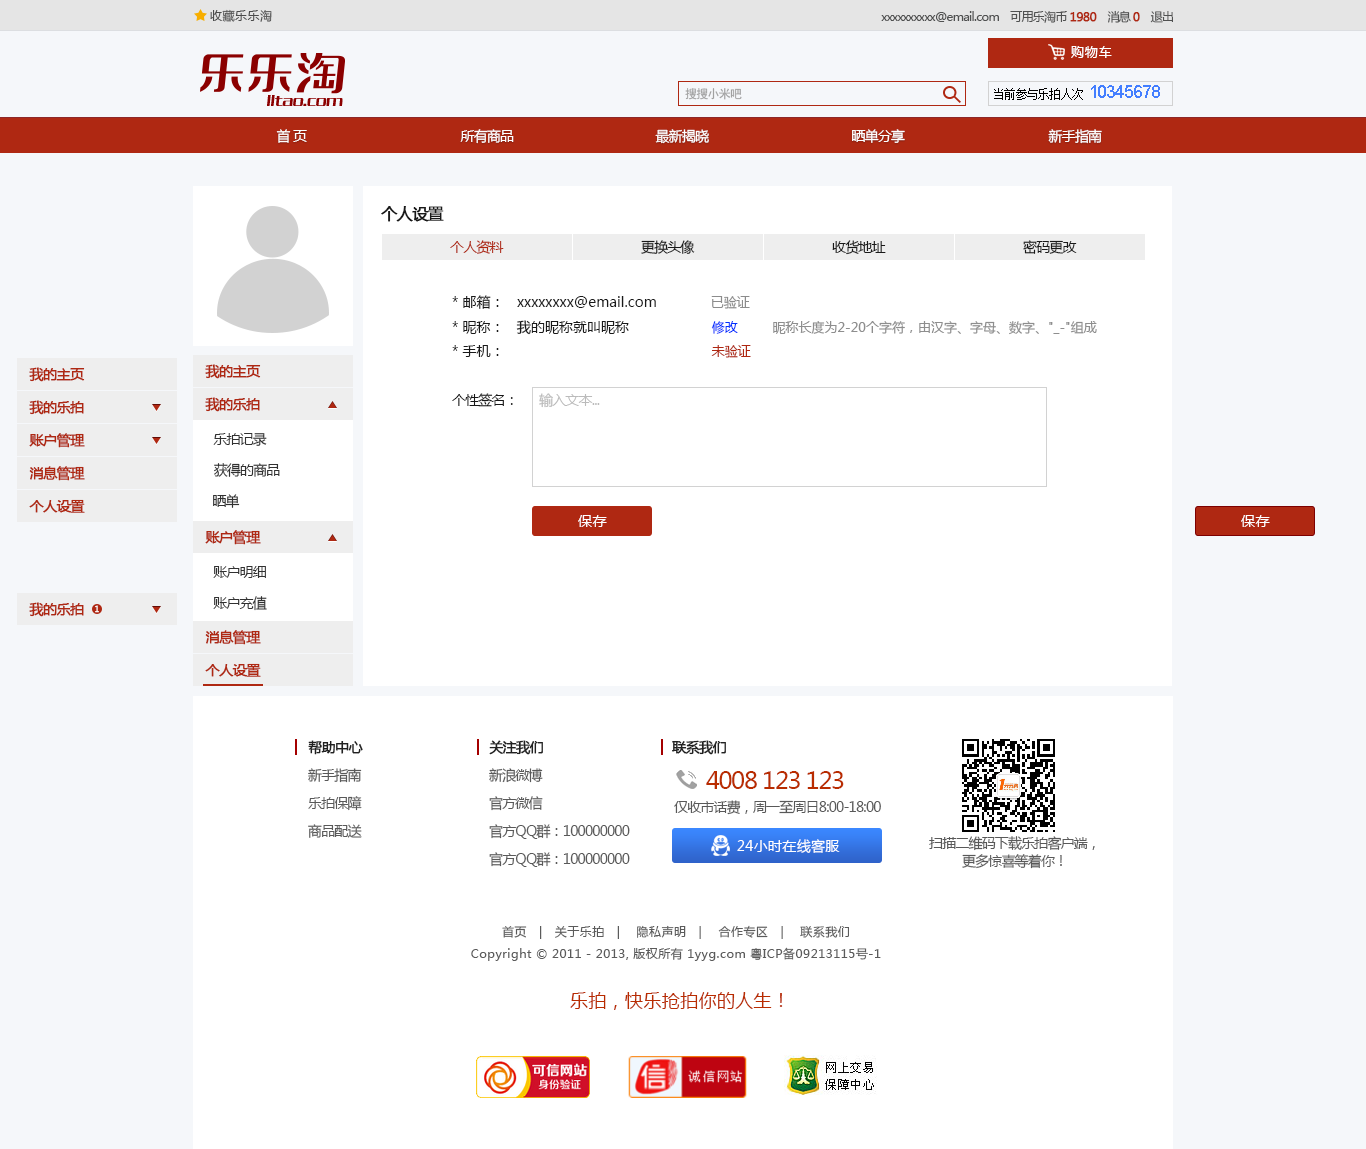 收藏乐乐淘
xxxxxxxxxx@email.com 可用乐淘币 1980 消息 0 退出
乐乐淘
lltao.com
购物车
搜搜小米吧
当前参与乐拍人次 10345678
首 页 所有商品 最新揭晓 晒单分享 新手指南
个人设置
个人资料 更换头像 收货地址 密码更改
* 邮箱： xxxxxxxx@email.com 已验证
* 昵称： 我的昵称就叫昵称 修改 昵称长度为2-20个字符，由汉字、字母、数字、"_-"组成
* 手机： 未验证
个性签名： 输入文本...
保存
保存
我的主页
我的乐拍
账户管理
消息管理
个人设置
我的乐拍 1
我的主页
我的乐拍
乐拍记录
获得的商品
晒单
账户管理
账户明细
账户充值
消息管理
个人设置
帮助中心
新手指南
乐拍保障
商品配送
关注我们
新浪微博
官方微信
官方QQ群：100000000
官方QQ群：100000000
联系我们
4008 123 123
仅收市话费，周一至周日8:00-18:00
24小时在线客服
扫描二维码下载乐拍客户端，
更多惊喜等着你！
首页 | 关于乐拍 | 隐私声明 | 合作专区 | 联系我们
Copyright © 2011 - 2013, 版权所有 1yyg.com 粤ICP备09213115号-1
乐拍，快乐抢拍你的人生！
可信网站
身份验证
信 诚信网站
网上交易
保障中心